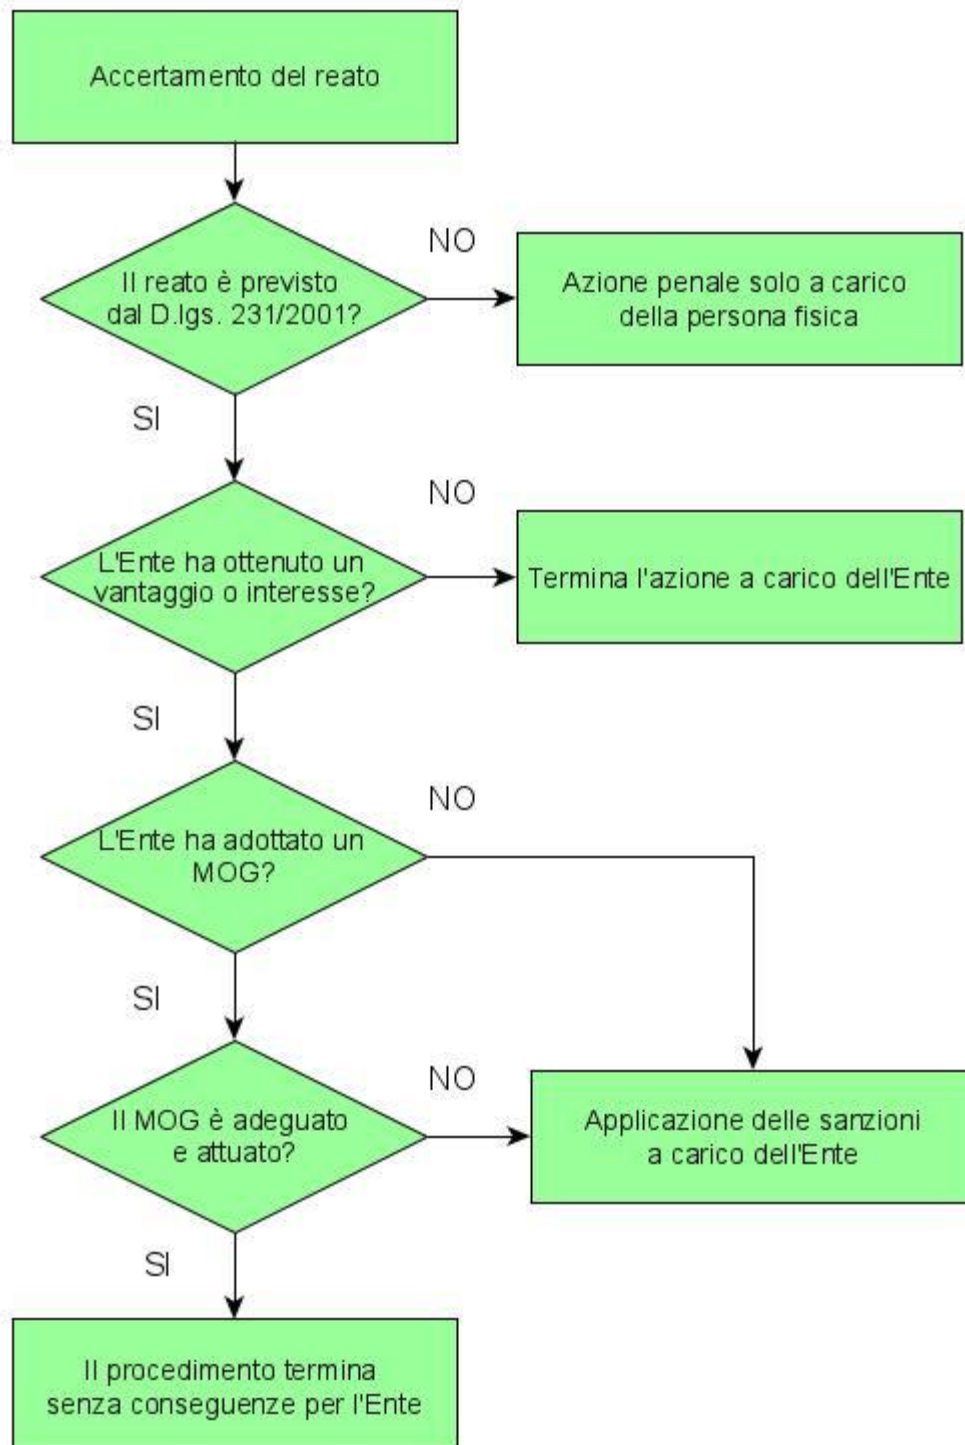 Accertamento del reato
Il reato è previsto
dal D.lgs. 231/2001?
NO
Azione penale solo a carico
della persona fisica
SI
L'Ente ha ottenuto un
vantaggio o interesse?
NO
Termina l'azione a carico dell'Ente
SI
L'Ente ha adottato un
MOG?
NO
SI
Il MOG è adeguato
e attuato?
NO
Applicazione delle sanzioni
a carico dell'Ente
SI
Il procedimento termina
senza conseguenze per l'Ente